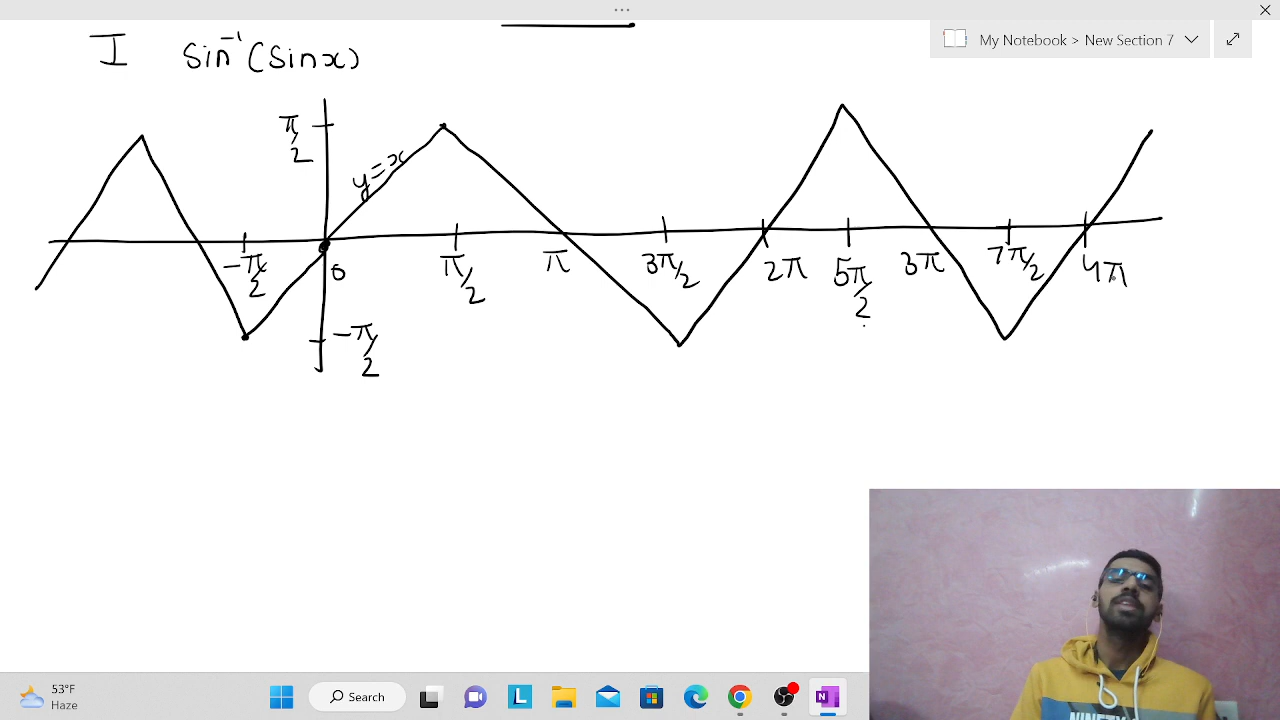 I sin⁻¹(sinx)
My Notebook > New Section 7
π/2
y=x
-π/2
0
π/2
π
3π/2
2π
5π/2
3π
7π/2
4π
-π/2
53°F
Haze
Search